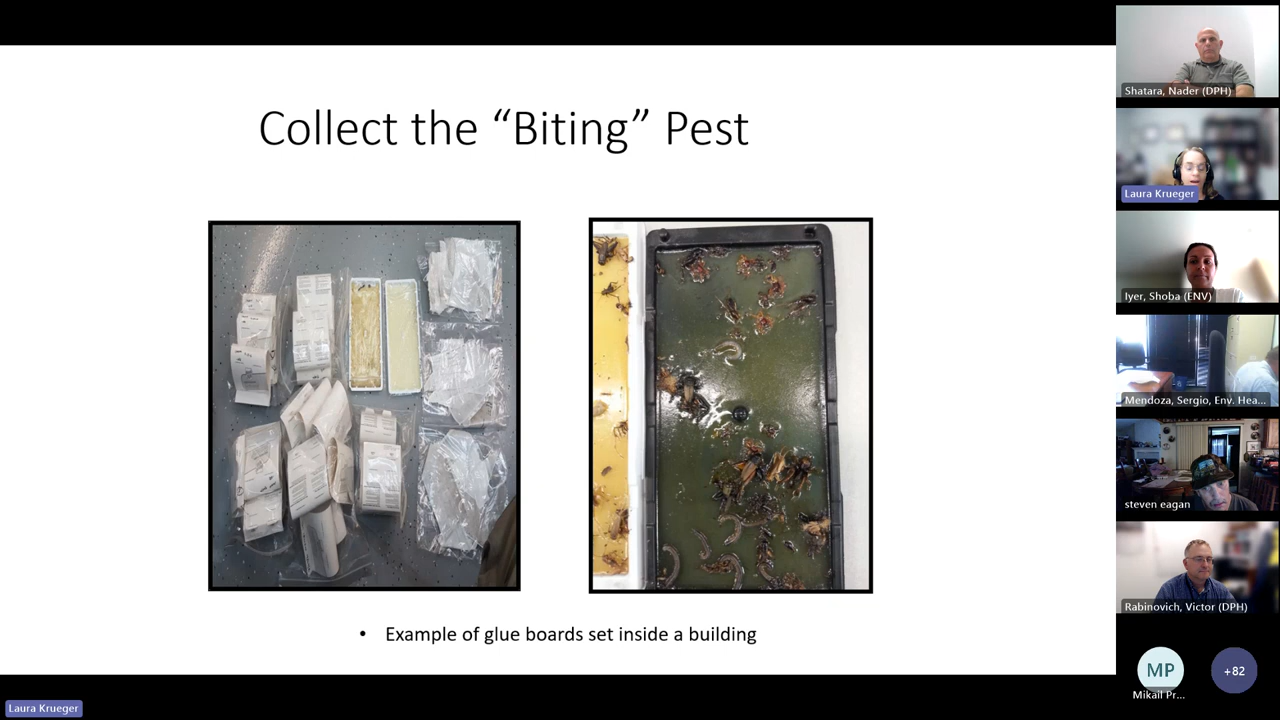 Collect the “Biting” Pest
• Example of glue boards set inside a building
Laura Krueger
Shatara, Nader (DPH)
Laura Krueger
Iyer, Shoba (ENV)
Mendoza, Sergio, Env. Hea...
steven eagan
Rabinovich, Victor (DPH)
MP
Mikail Pr...
+82